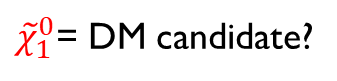 χ̃₁⁰ = DM candidate?